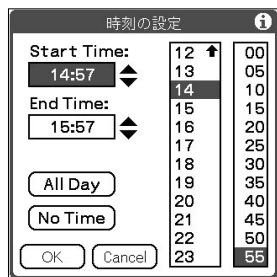 時刻の設定
Start Time:
14:57
End Time:
15:57
All Day
No Time
OK Cancel
12 00
13 05
14 10
15 15
16 20
17 25
18 30
19 35
20 40
21 45
22 50
23 55